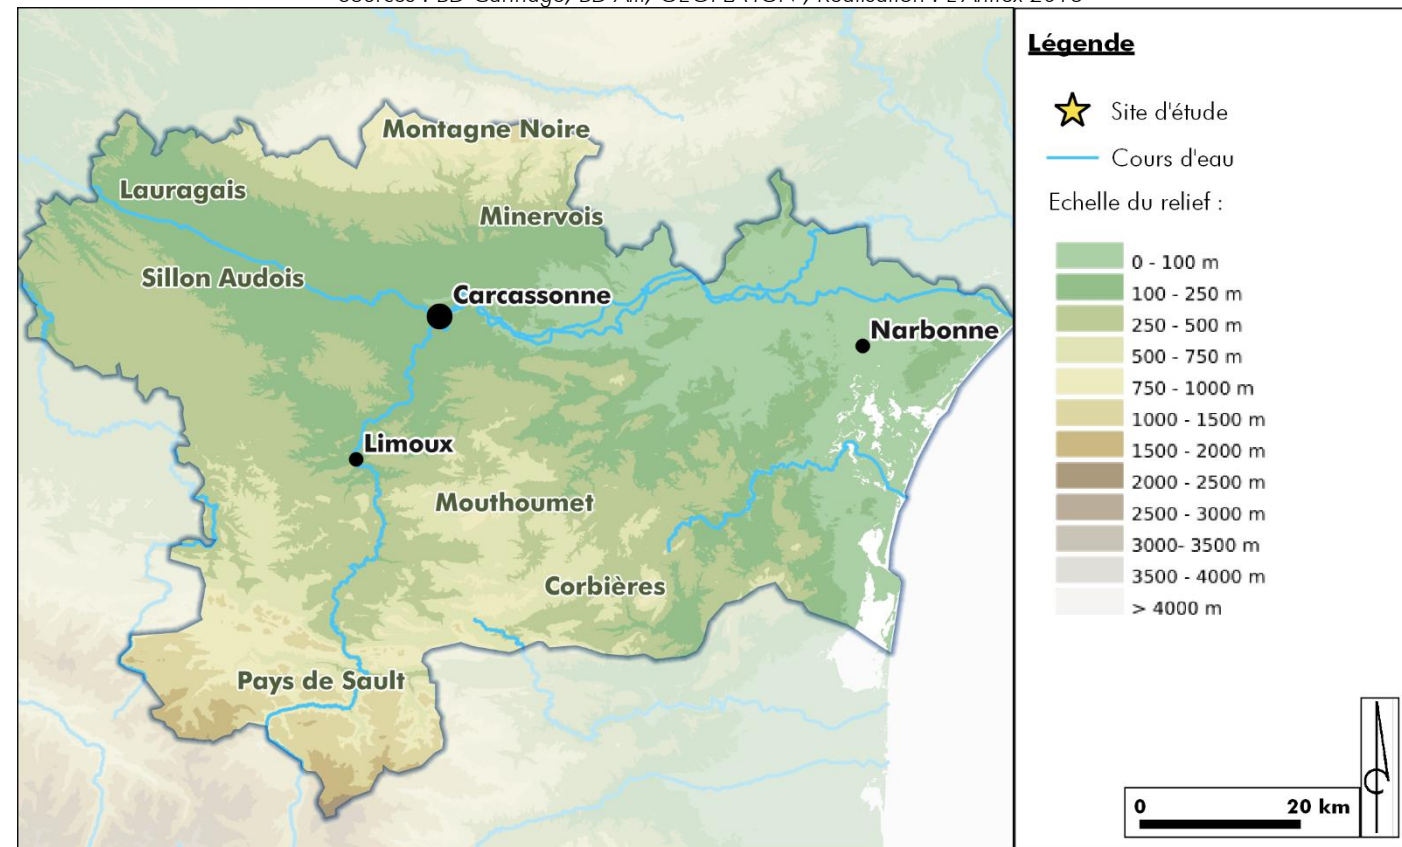 Légende
Site d'étude
Cours d'eau
Echelle du relief :
0 - 100 m
100 - 250 m
250 - 500 m
500 - 750 m
750 - 1000 m
1000 - 1500 m
1500 - 2000 m
2000 - 2500 m
2500 - 3000 m
3000- 3500 m
3500 - 4000 m
> 4000 m
Montagne Noire
Lauragais
Minervois
Sillon Audois
Carcassonne
Narbonne
Limoux
Mouthoumet
Corbières
Pays de Sault
0 20 km